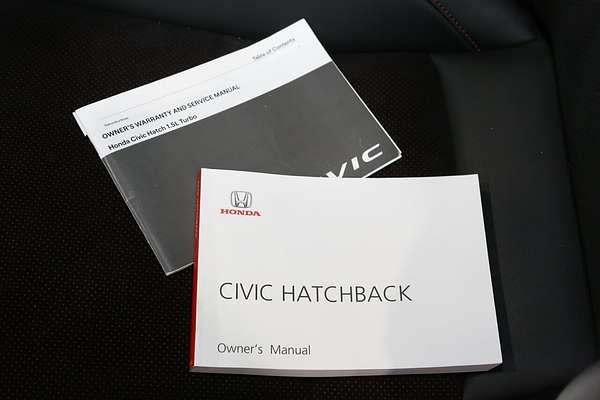 Table of Contents
OWNER'S WARRANTY AND SERVICE MANUAL
Honda Civic Hatch 1.5L Turbo
VIC
HONDA
CIVIC HATCHBACK
Owner's Manual